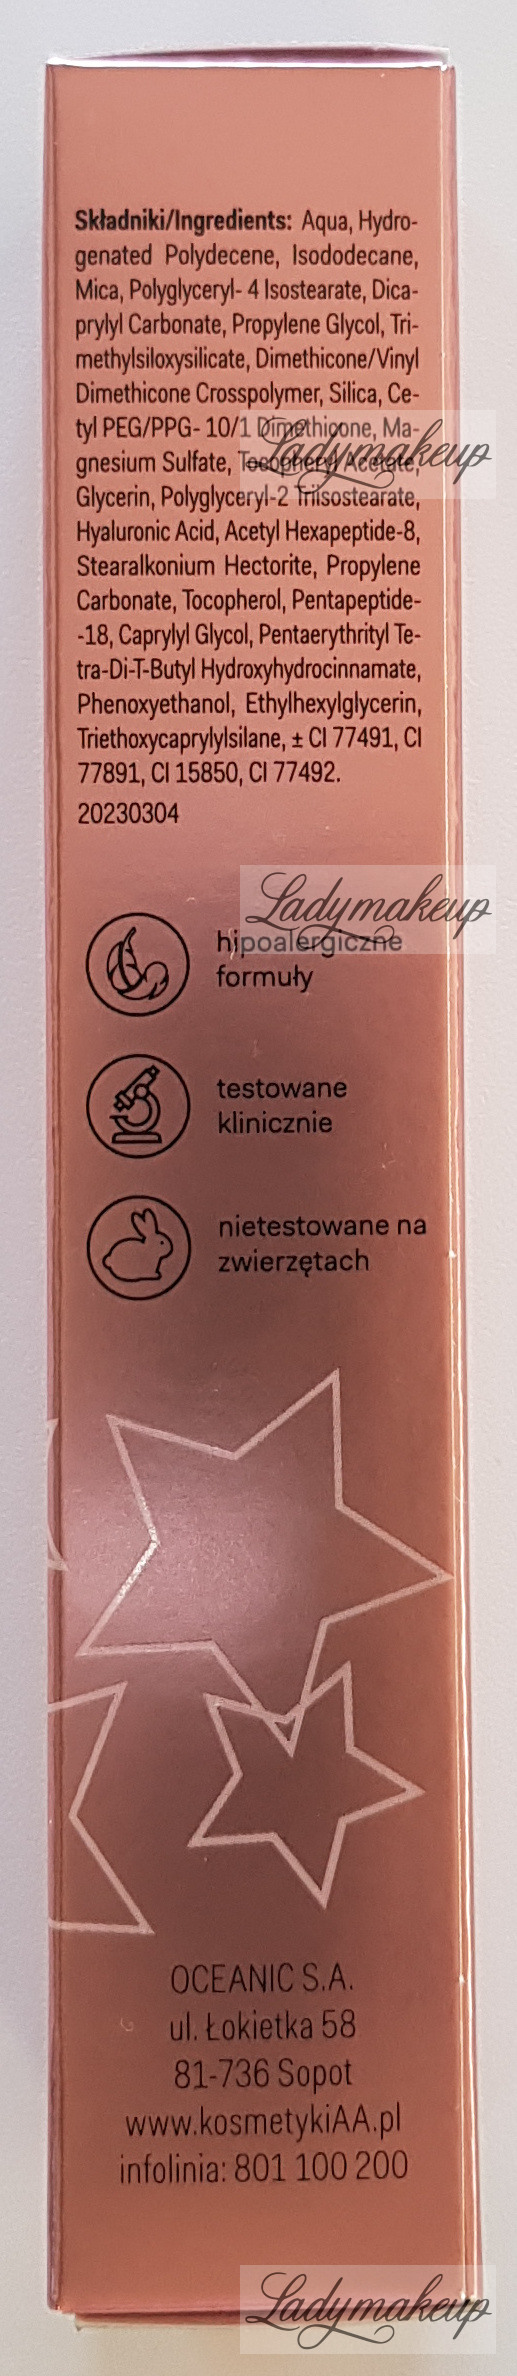 Składniki/Ingredients: Aqua, Hydro-
genated Polydecene, Isododecane,
Mica, Polyglyceryl- 4 Isostearate, Dica-
prylyl Carbonate, Propylene Glycol, Tri-
methylsiloxysilicate, Dimethicone/Vinyl
Dimethicone Crosspolymer, Silica, Ce-
tyl PEG/PPG- 10/1 Dimethicone, Ma-
Ladymakeup
gnesium Sulfate, Tocopheryl Acetate,
Glycerin, Polyglyceryl-2 Triisostearate,
Hyaluronic Acid, Acetyl Hexapeptide-8,
Stearalkonium Hectorite, Propylene
Carbonate, Tocopherol, Pentapeptide-
-18, Caprylyl Glycol, Pentaerythrityl Te-
tra-Di-T-Butyl Hydroxyhydrocinnamate,
Phenoxyethanol, Ethylhexylglycerin,
Triethoxycaprylylsilane, ± CI 77491, CI
77891, CI 15850, CI 77492.
20230304
Ladymakeup
hipoalergiczne
formuły
testowane
klinicznie
nietestowane na
zwierzętach
OCEANIC S.A.
ul. Łokietka 58
81-736 Sopot
www.kosmetykiAA.pl
infolinia: 801 100 200
Ladymakeup